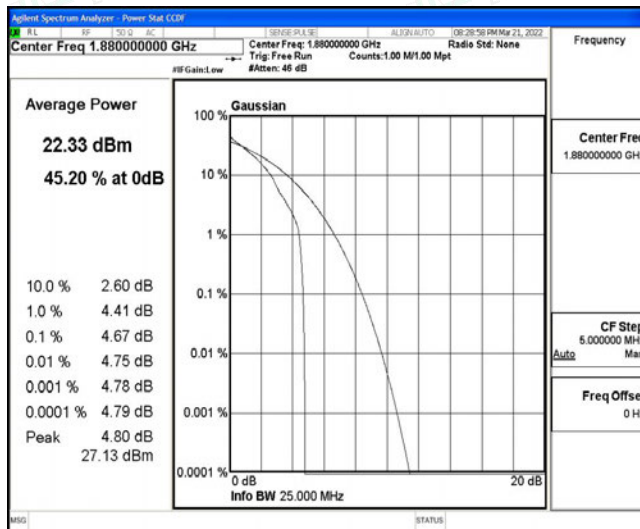 Agilent Spectrum Analyzer - Power Stat CCDF
RL RF 50 Ω AC SENSE:PULSE ALIGN AUTO 08:28:58 PM Mar 21, 2022
Center Freq 1.880000000 GHz
Center Freq: 1.880000000 GHz Radio Std: None
Trig: Free Run Counts:1.00 M/1.00 Mpt
#IFGain:Low #Atten: 46 dB
Frequency
Average Power
22.33 dBm
45.20 % at 0dB
10.0 % 2.60 dB
1.0 % 4.41 dB
0.1 % 4.67 dB
0.01 % 4.75 dB
0.001 % 4.78 dB
0.0001 % 4.79 dB
Peak 4.80 dB
27.13 dBm
Gaussian
100 %
10 %
1 %
0.1 %
0.01 %
0.001 %
0.0001 %
0 dB 20 dB
Info BW 25.000 MHz
Center Fre
1.880000000 GH
CF Step
5.000000 MH
Auto Ma
Freq Offse
0 H
MSG STATUS